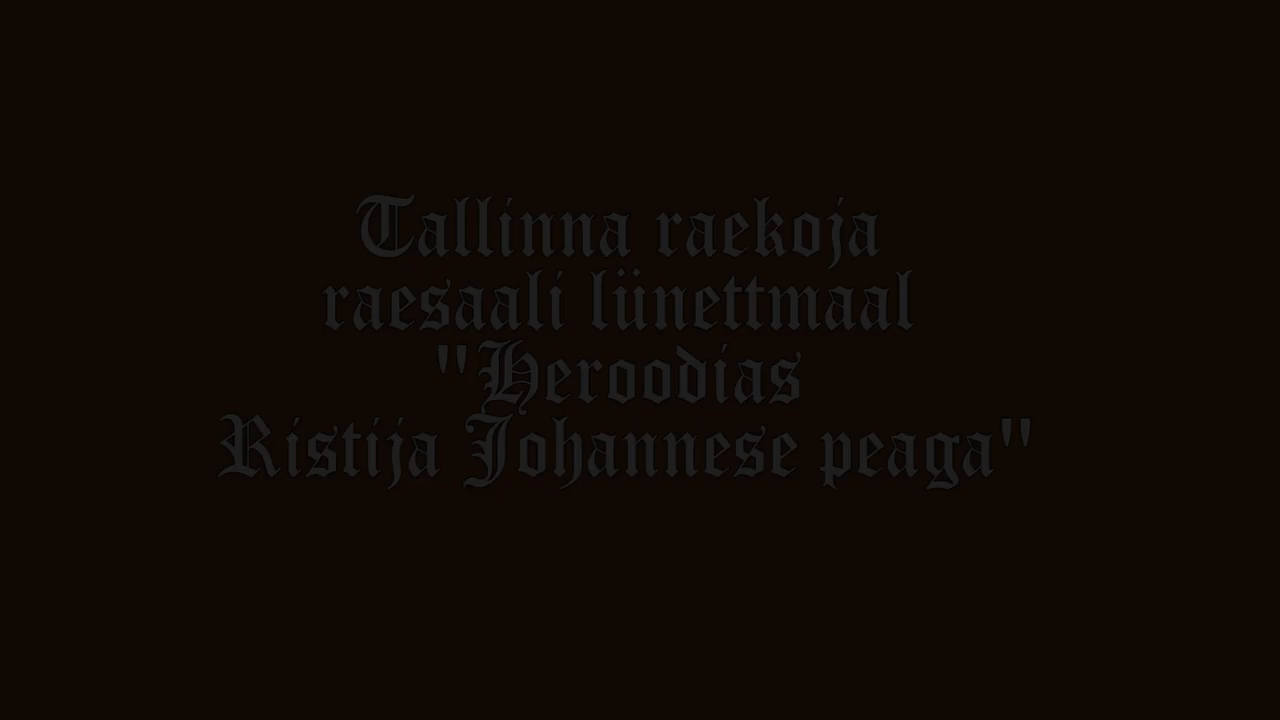 Tallinna raekoja
raesaali lünettmaal
"Heroodias
Ristija Johannese peaga"